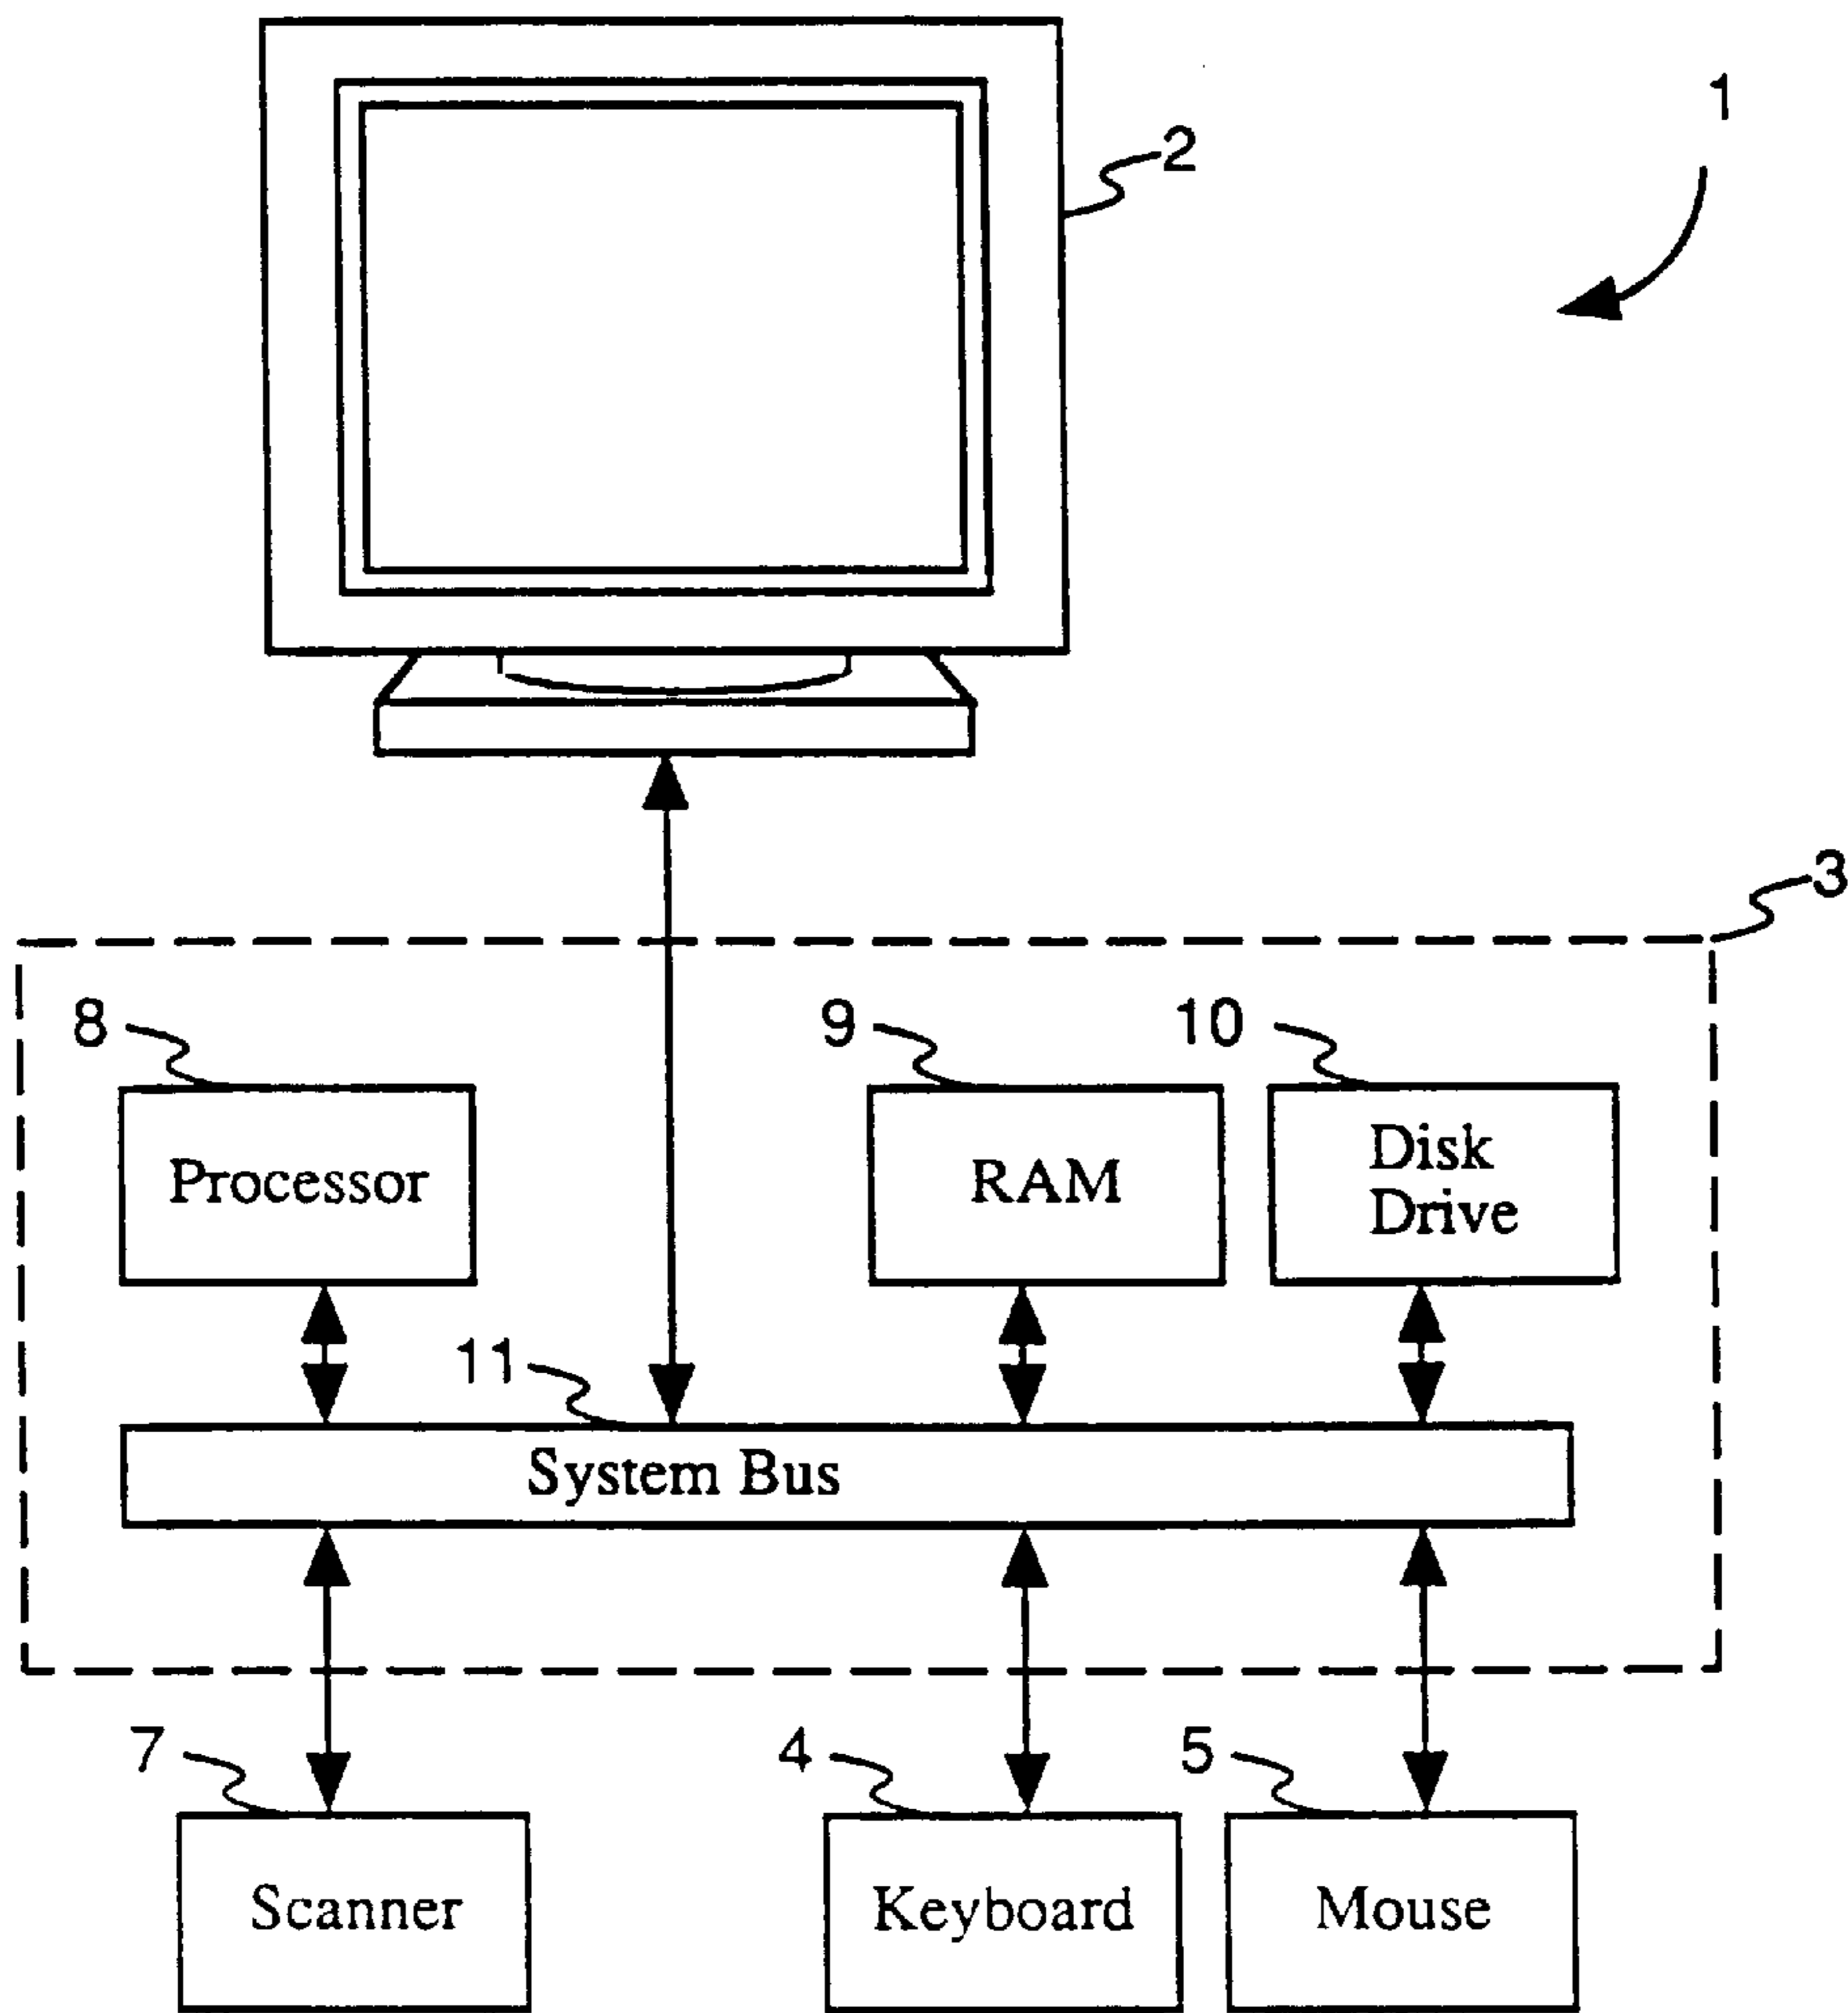 1
2
3
8
9
10
Processor
RAM
Disk
Drive
11
System Bus
7
4
5
Scanner
Keyboard
Mouse